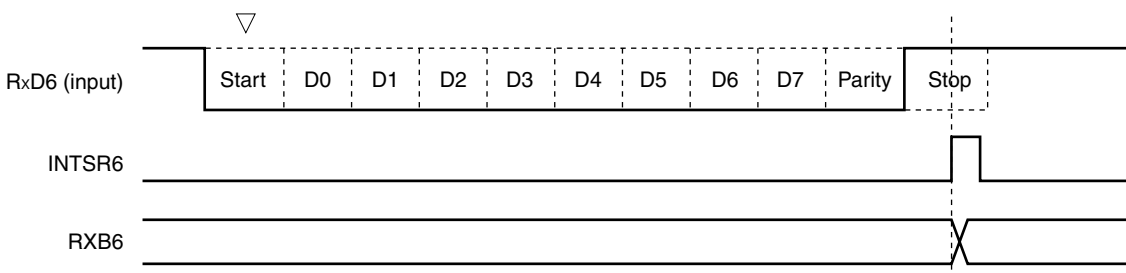 RxD6 (input) Start D0 D1 D2 D3 D4 D5 D6 D7 Parity Stop
INTSR6
RXB6